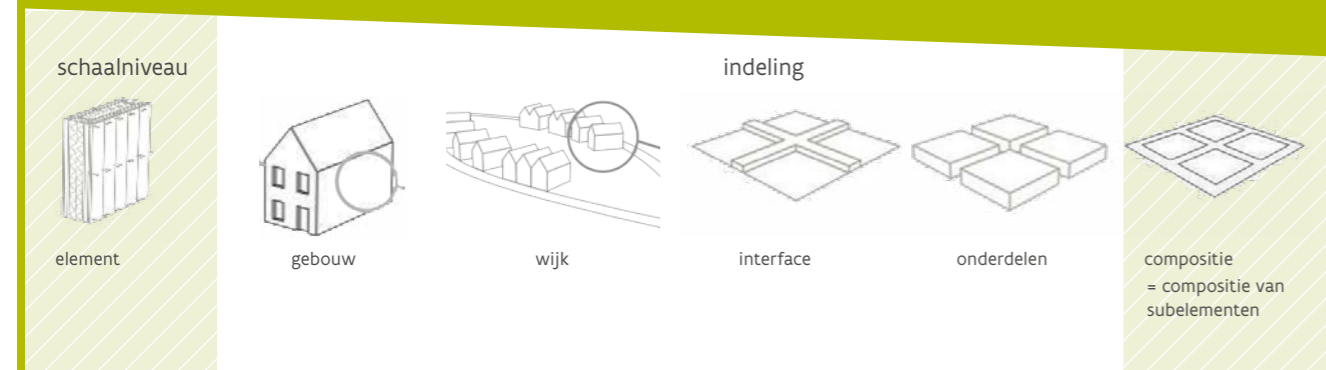 schaalniveau
indeling
element
gebouw
wijk
interface
onderdelen
compositie
= compositie van
subelementen